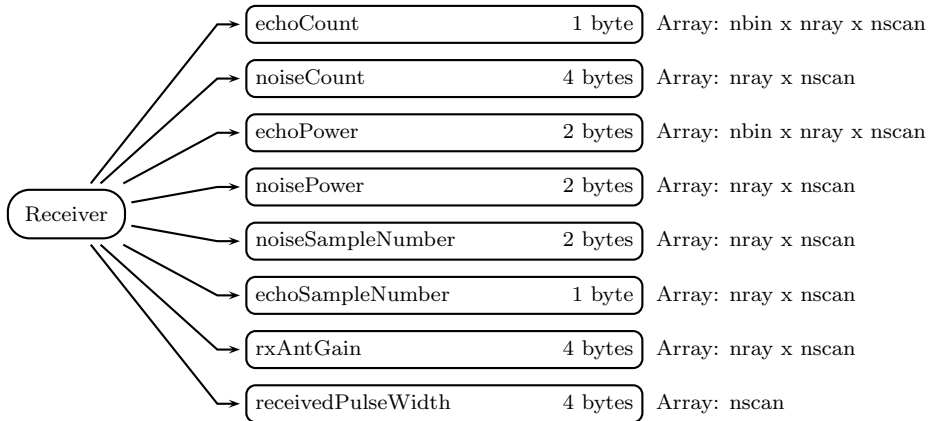 echoCount 1 byte Array: nbin x nray x nscan
noiseCount 4 bytes Array: nray x nscan
echoPower 2 bytes Array: nbin x nray x nscan
noisePower 2 bytes Array: nray x nscan
Receiver
noiseSampleNumber 2 bytes Array: nray x nscan
echoSampleNumber 1 byte Array: nray x nscan
rxAntGain 4 bytes Array: nray x nscan
receivedPulseWidth 4 bytes Array: nscan